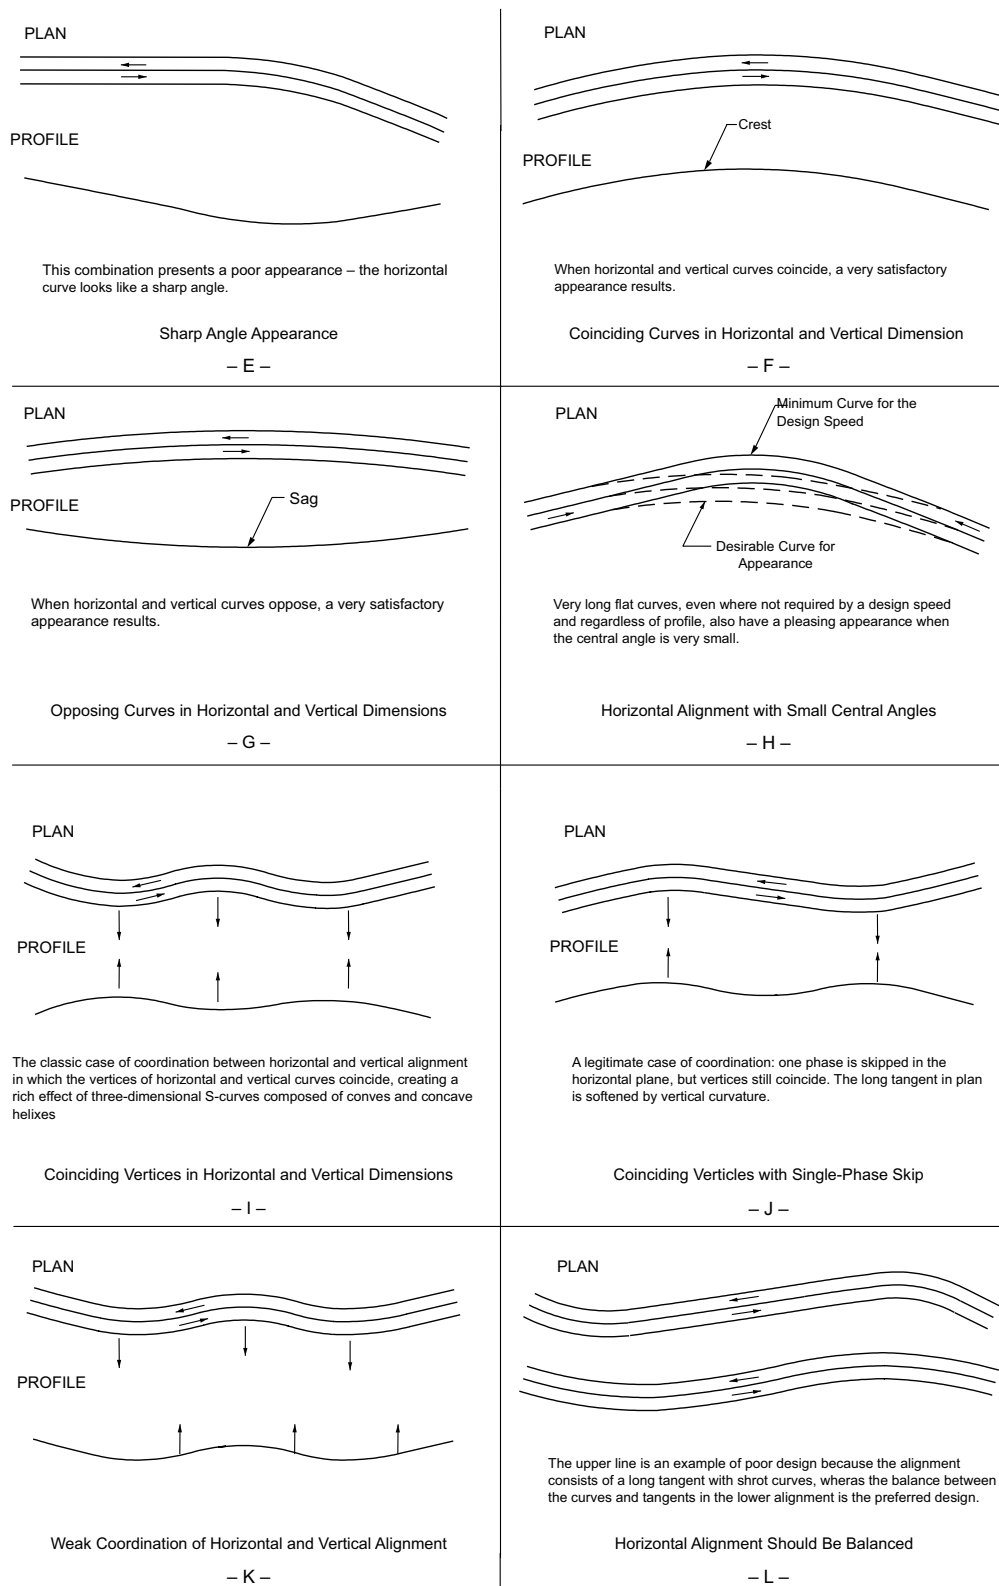 PLAN
PROFILE
This combination presents a poor appearance – the horizontal
curve looks like a sharp angle.
Sharp Angle Appearance
– E –
PLAN
Crest
PROFILE
When horizontal and vertical curves coincide, a very satisfactory
appearance results.
Coinciding Curves in Horizontal and Vertical Dimension
– F –
PLAN
PROFILE
Sag
When horizontal and vertical curves oppose, a very satisfactory
appearance results.
Opposing Curves in Horizontal and Vertical Dimensions
– G –
PLAN
Minimum Curve for the
Design Speed
Desirable Curve for
Appearance
Very long flat curves, even where not required by a design speed
and regardless of profile, also have a pleasing appearance when
the central angle is very small.
Horizontal Alignment with Small Central Angles
– H –
PLAN
PROFILE
The classic case of coordination between horizontal and vertical alignment
in which the vertices of horizontal and vertical curves coincide, creating a
rich effect of three-dimensional S-curves composed of conves and concave
helixes
Coinciding Vertices in Horizontal and Vertical Dimensions
– I –
PLAN
PROFILE
A legitimate case of coordination: one phase is skipped in the
horizontal plane, but vertices still coincide. The long tangent in plan
is softened by vertical curvature.
Coinciding Verticles with Single-Phase Skip
– J –
PLAN
PROFILE
Weak Coordination of Horizontal and Vertical Alignment
– K –
PLAN
The upper line is an example of poor design because the alignment
consists of a long tangent with shrot curves, wheras the balance between
the curves and tangents in the lower alignment is the preferred design.
Horizontal Alignment Should Be Balanced
– L –